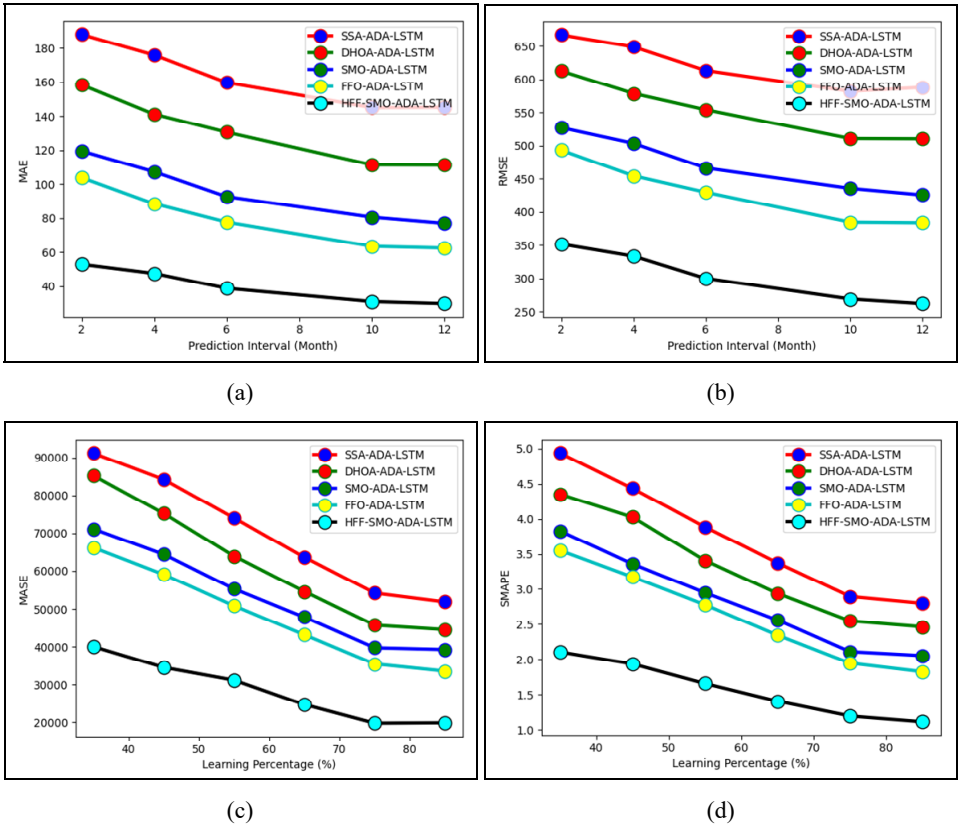 SSA-ADA-LSTM
DHOA-ADA-LSTM
SMO-ADA-LSTM
FFO-ADA-LSTM
HFF-SMO-ADA-LSTM
180
160
140
120
100
80
60
40
MAE
2 4 6 8 10 12
Prediction Interval (Month)
(a)
SSA-ADA-LSTM
DHOA-ADA-LSTM
SMO-ADA-LSTM
FFO-ADA-LSTM
HFF-SMO-ADA-LSTM
650
600
550
500
450
400
350
300
250
RMSE
2 4 6 8 10 12
Prediction Interval (Month)
(b)
SSA-ADA-LSTM
DHOA-ADA-LSTM
SMO-ADA-LSTM
FFO-ADA-LSTM
HFF-SMO-ADA-LSTM
90000
80000
70000
60000
50000
40000
30000
20000
MASE
40 50 60 70 80
Learning Percentage (%)
(c)
SSA-ADA-LSTM
DHOA-ADA-LSTM
SMO-ADA-LSTM
FFO-ADA-LSTM
HFF-SMO-ADA-LSTM
5.0
4.5
4.0
3.5
3.0
2.5
2.0
1.5
1.0
SMAPE
40 50 60 70 80
Learning Percentage (%)
(d)